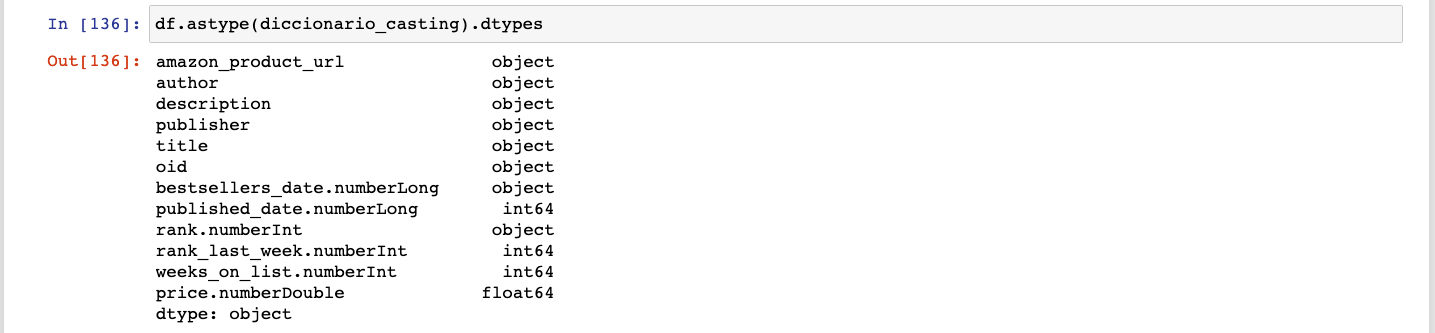 In [136]: df.astype(diccionario_casting).dtypes
Out[136]: amazon_product_url object
author object
description object
publisher object
title object
oid object
bestsellers_date.numberLong object
published_date.numberLong int64
rank.numberInt object
rank_last_week.numberInt int64
weeks_on_list.numberInt int64
price.numberDouble float64
dtype: object